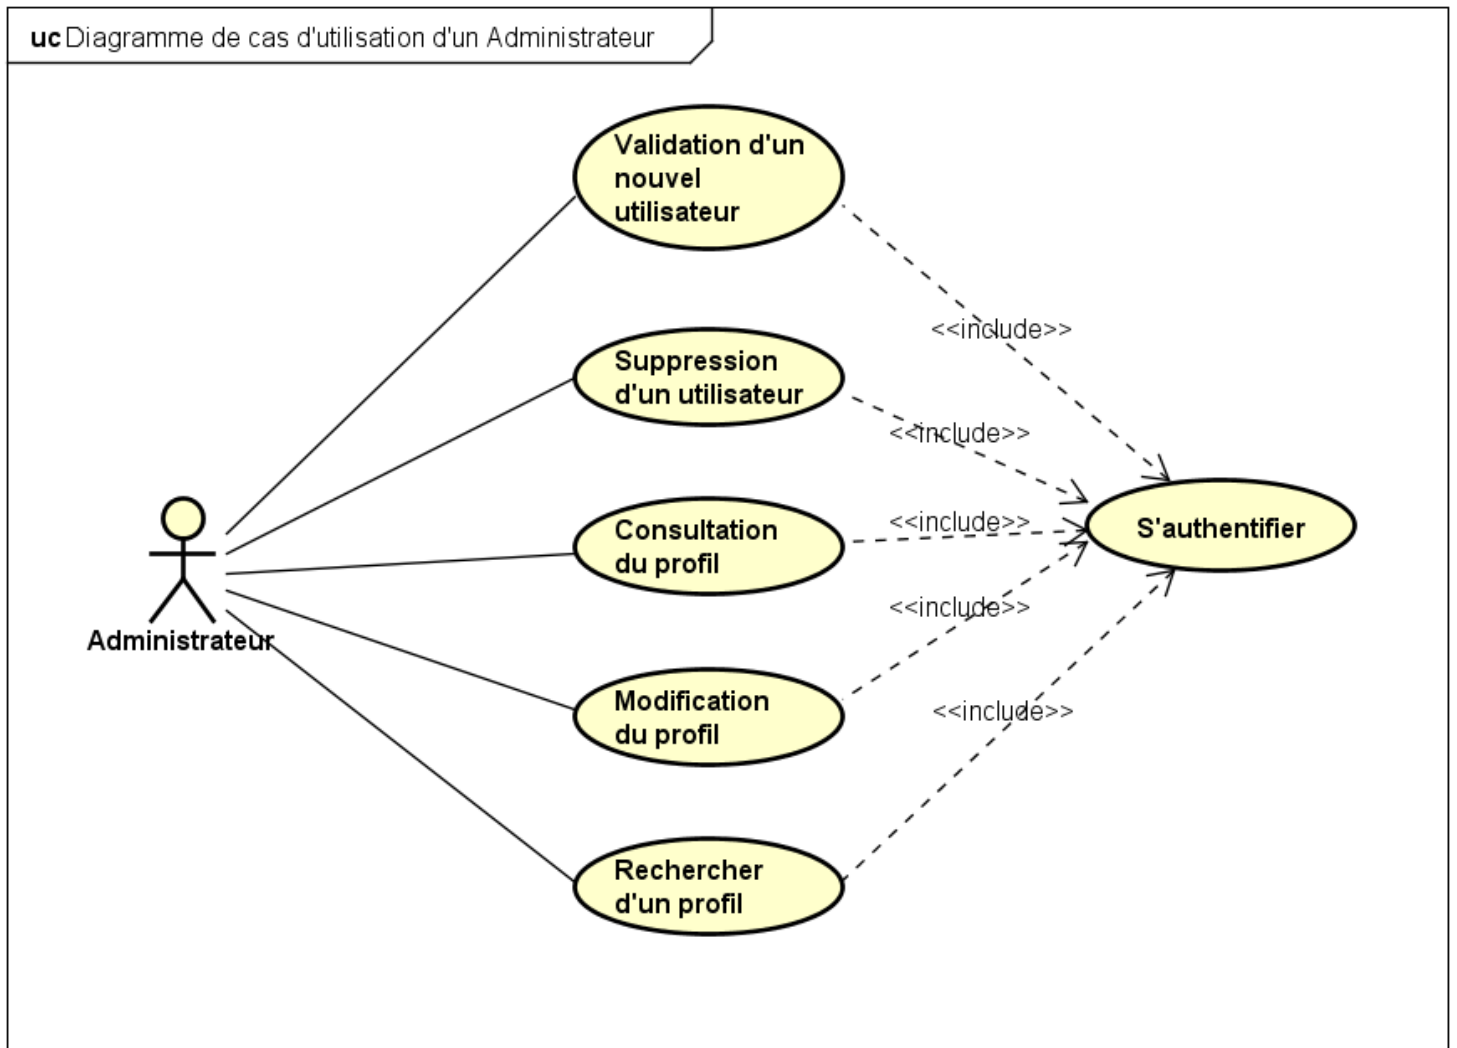 uc Diagramme de cas d'utilisation d'un Administrateur
Validation d'un
nouvel
utilisateur
<<include>>
Suppression
d'un utilisateur
<<include>>
Consultation
du profil
<<include>>
S'authentifier
<<include>>
Administrateur
Modification
du profil
<<include>>
Rechercher
d'un profil